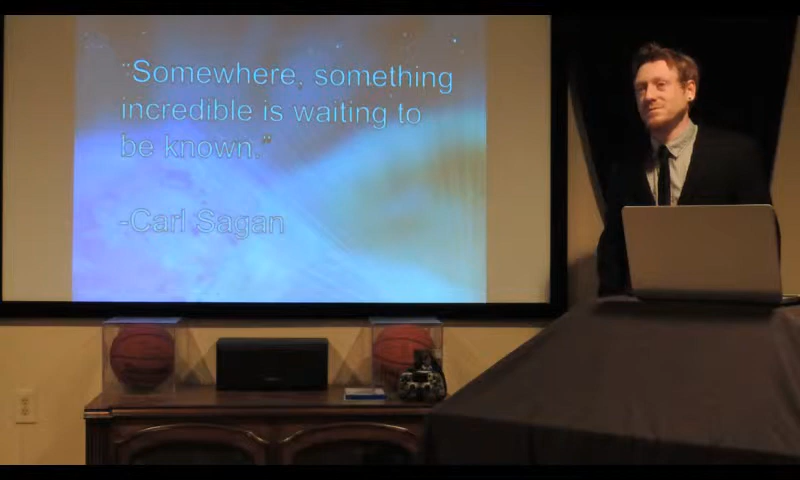 "Somewhere, something
incredible is waiting to
be known."
-Carl Sagan